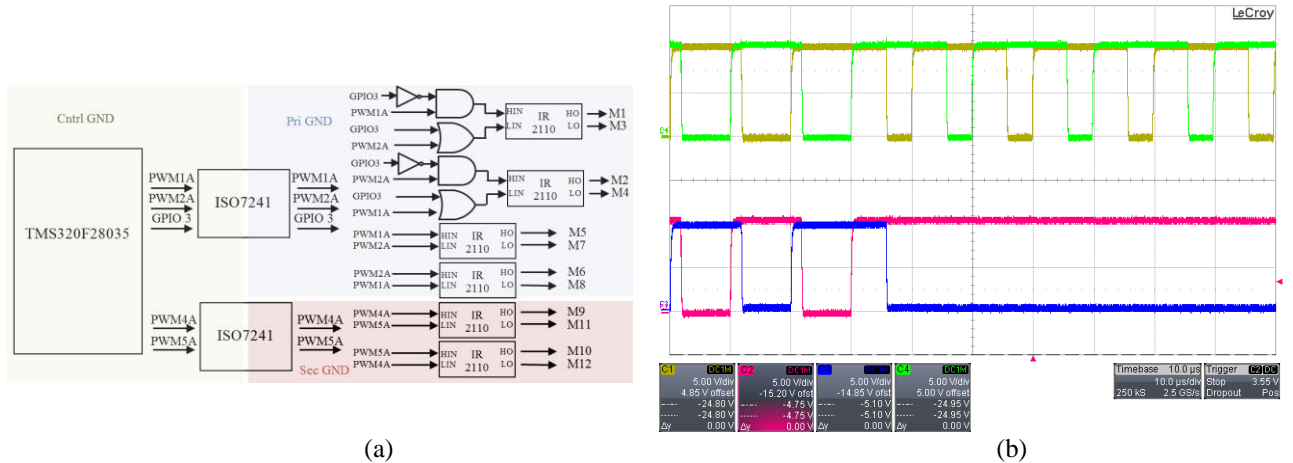 Cntrl GND
Pri GND
TMS320F28035
PWM1A
PWM2A
GPIO 3
ISO7241
PWM1A
PWM2A
GPIO 3
GPIO3
PWM1A
GPIO3
PWM2A
HIN
LIN
IR
2110
HO
LO
M1
M3
GPIO3
PWM2A
GPIO3
PWM1A
HIN
LIN
IR
2110
HO
LO
M2
M4
PWM1A
PWM2A
HIN
LIN
IR
2110
HO
LO
M5
M7
PWM2A
PWM1A
HIN
LIN
IR
2110
HO
LO
M6
M8
PWM4A
PWM5A
ISO7241
PWM4A
PWM5A
Sec GND
PWM4A
PWM5A
HIN
LIN
IR
2110
HO
LO
M9
M11
PWM5A
PWM4A
HIN
LIN
IR
2110
HO
LO
M10
M12
(a)
LeCroy
C1 DC1M
5.00 V/div
4.85 V offset
-24.80 V
-24.80 V
Δy 0.00 V
C2 DC1M
5.00 V/div
-15.20 V ofst
-4.75 V
-4.75 V
Δy 0.00 V
DC1M
5.00 V/div
-14.85 V ofst
-5.10 V
-5.10 V
Δy 0.00 V
C4 DC1M
5.00 V/div
5.00 V offset
-24.95 V
-24.95 V
Δy 0.00 V
Timebase 10.0 µs
10.0 µs/div
250 kS 2.5 GS/s
Trigger C2 DC
Stop 3.55 V
Dropout Pos
(b)